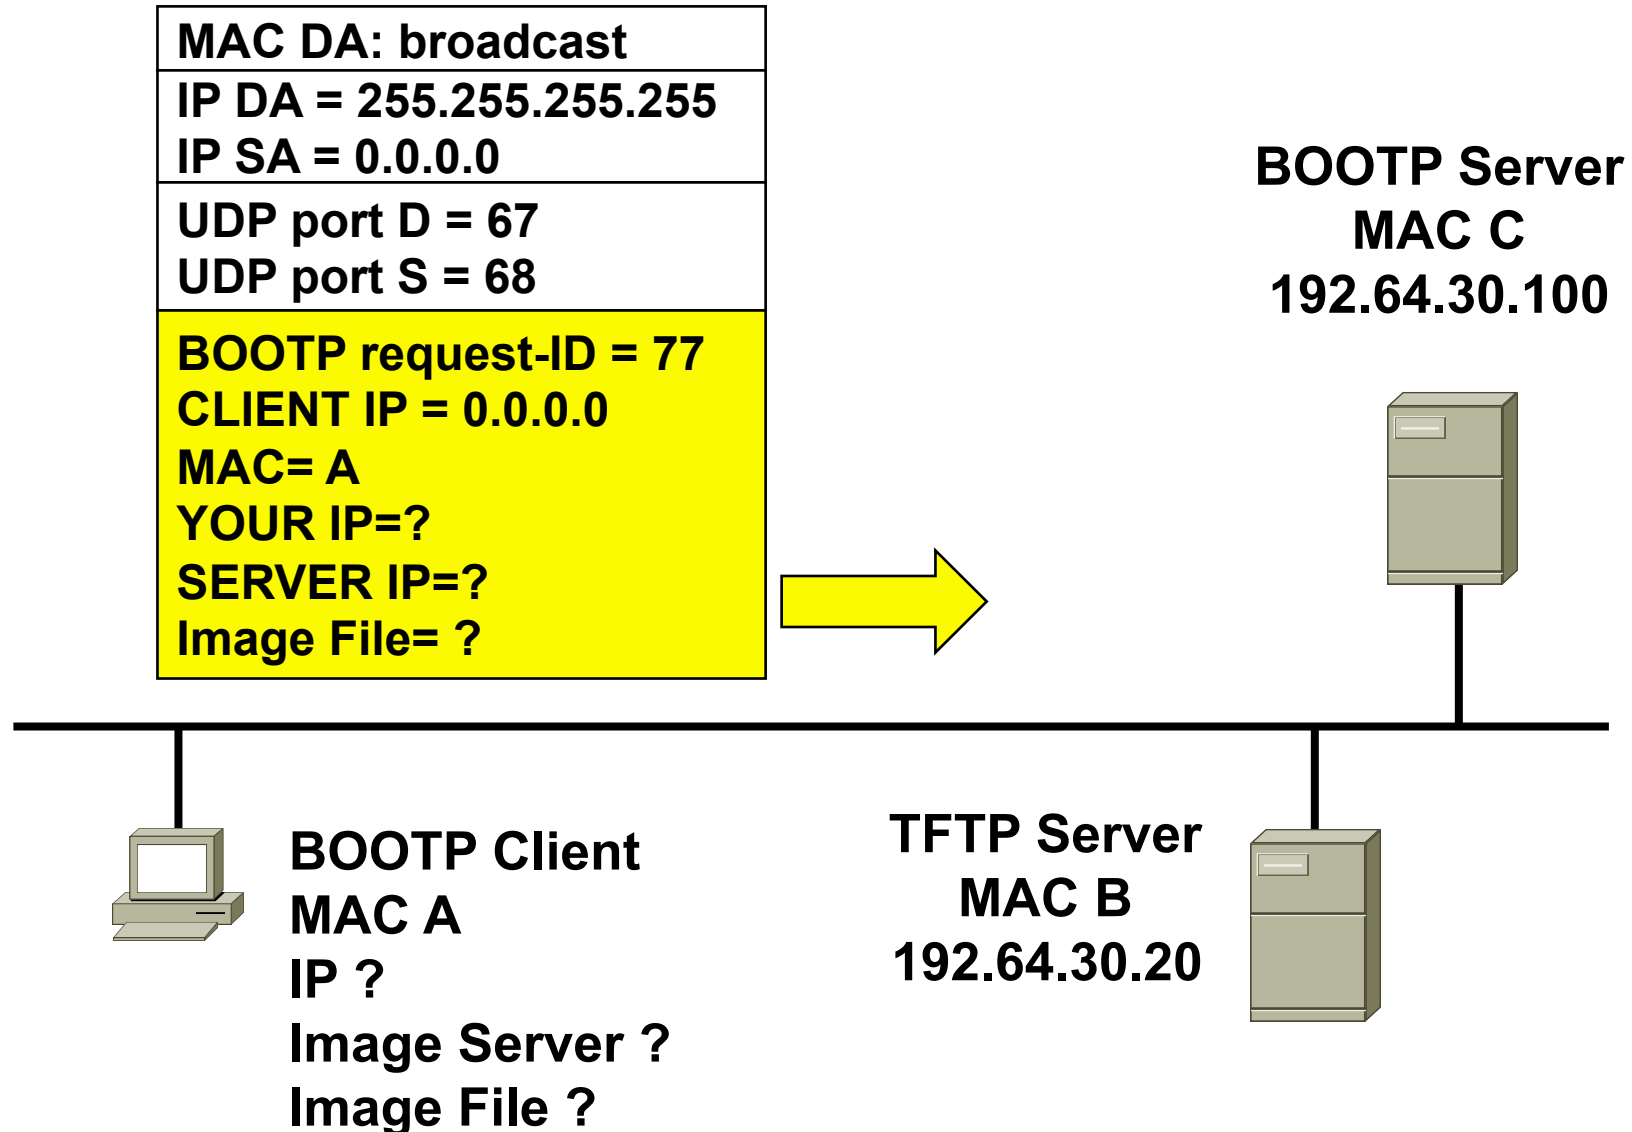 MAC DA: broadcast
IP DA = 255.255.255.255
IP SA = 0.0.0.0
UDP port D = 67
UDP port S = 68
BOOTP request-ID = 77
CLIENT IP = 0.0.0.0
MAC= A
YOUR IP=?
SERVER IP=?
Image File= ?
BOOTP Server
MAC C
192.64.30.100
BOOTP Client
MAC A
IP ?
Image Server ?
Image File ?
TFTP Server
MAC B
192.64.30.20